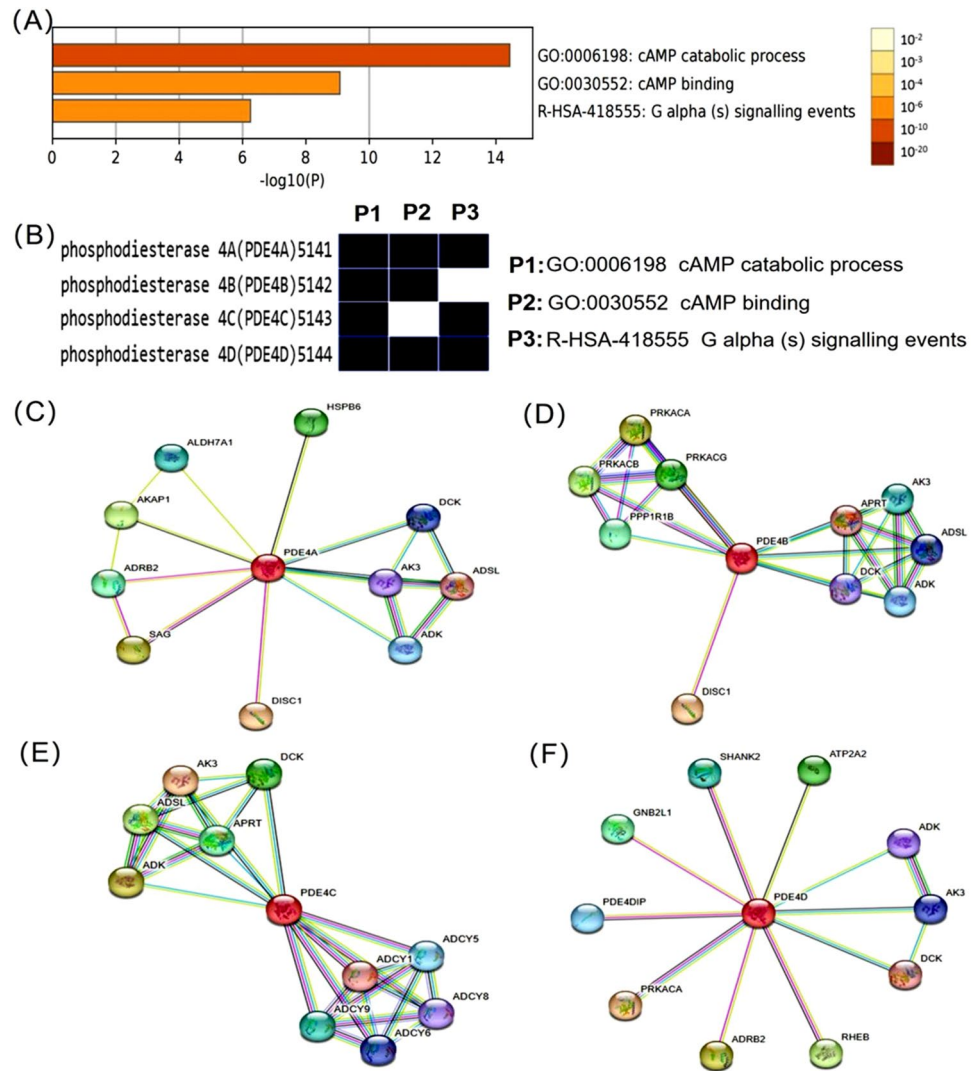 (A)
GO:0006198: cAMP catabolic process
GO:0030552: cAMP binding
R-HSA-418555: G alpha (s) signalling events
0 2 4 6 8 10 12 14
-log10(P)
10-2
10-3
10-4
10-6
10-10
10-20
(B)
P1 P2 P3
phosphodiesterase 4A(PDE4A)5141
phosphodiesterase 4B(PDE4B)5142
phosphodiesterase 4C(PDE4C)5143
phosphodiesterase 4D(PDE4D)5144
P1:GO:0006198 cAMP catabolic process
P2: GO:0030552 cAMP binding
P3:R-HSA-418555 G alpha (s) signalling events
(C)
HSPB6
ALDH7A1
AKAP1
DCK
PDE4A
ADRB2
AK3
ADSL
SAG
ADK
DISC1
(D)
PRKACA
PRKACG
PRKACB
AK3
APRT
PPP1R1B
ADSL
PDE4B
DCK
ADK
DISC1
(E)
DCK
AK3
ADSL
APRT
ADK
PDE4C
ADCY5
ADCY1
ADCY8
ADCY9
ADCY6
(F)
SHANK2
ATP2A2
GNB2L1
ADK
PDE4DIP
PDE4D
AK3
DCK
PRKACA
ADRB2
RHEB